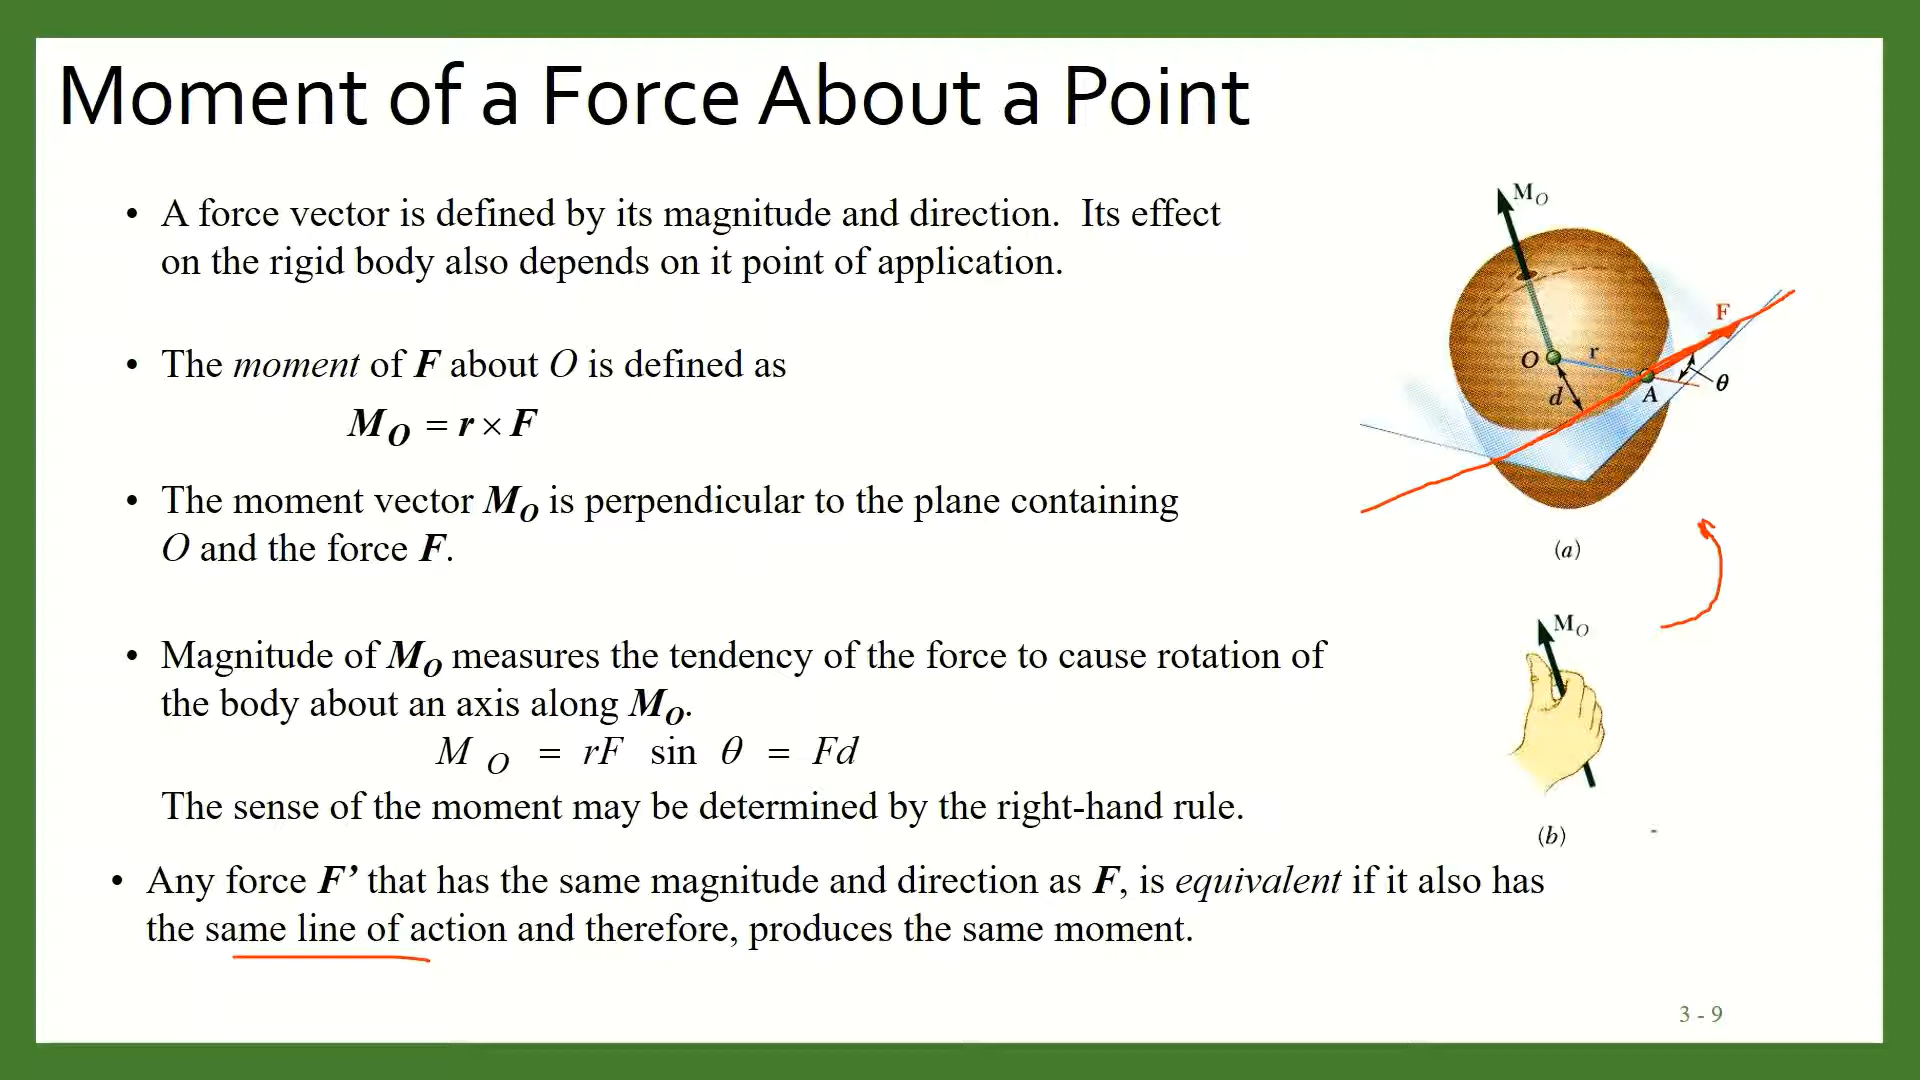 Moment of a Force About a Point
• A force vector is defined by its magnitude and direction.  Its effect
on the rigid body also depends on it point of application.
• The moment of F about O is defined as
M_O = r × F
• The moment vector M_O is perpendicular to the plane containing
O and the force F.
• Magnitude of M_O measures the tendency of the force to cause rotation of
the body about an axis along M_O.
M_O = rF sin θ = Fd
The sense of the moment may be determined by the right-hand rule.
• Any force F’ that has the same magnitude and direction as F, is equivalent if it also has
the same line of action and therefore, produces the same moment.
M_O
F
O
r
d
A
θ
(a)
M_O
(b)
3 - 9